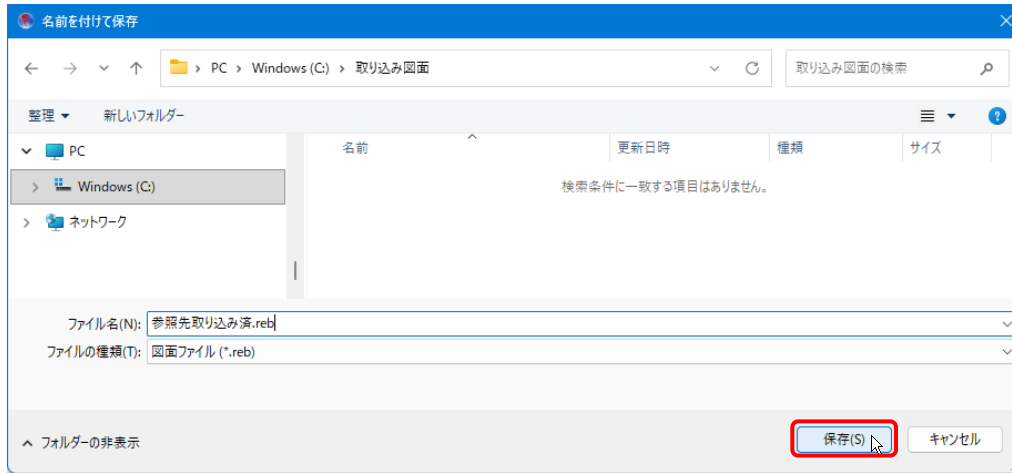 名前を付けて保存
PC › Windows (C:) › 取り込み図面
取り込み図面の検索
整理 新しいフォルダー
?
名前 更新日時 種類 サイズ
PC
検索条件に一致する項目はありません。
Windows (C:)
ネットワーク
ファイル名(N): 参照先取り込み済.reb
ファイルの種類(T): 図面ファイル (*.reb)
フォルダーの非表示
保存(S)
キャンセル